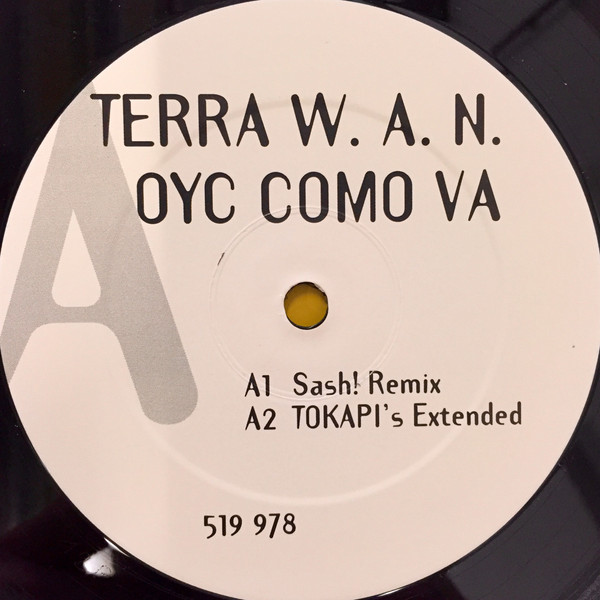 A
TERRA W. A. N.
OYC COMO VA
A1 Sash! Remix
A2 TOKAPI's Extended
519 978